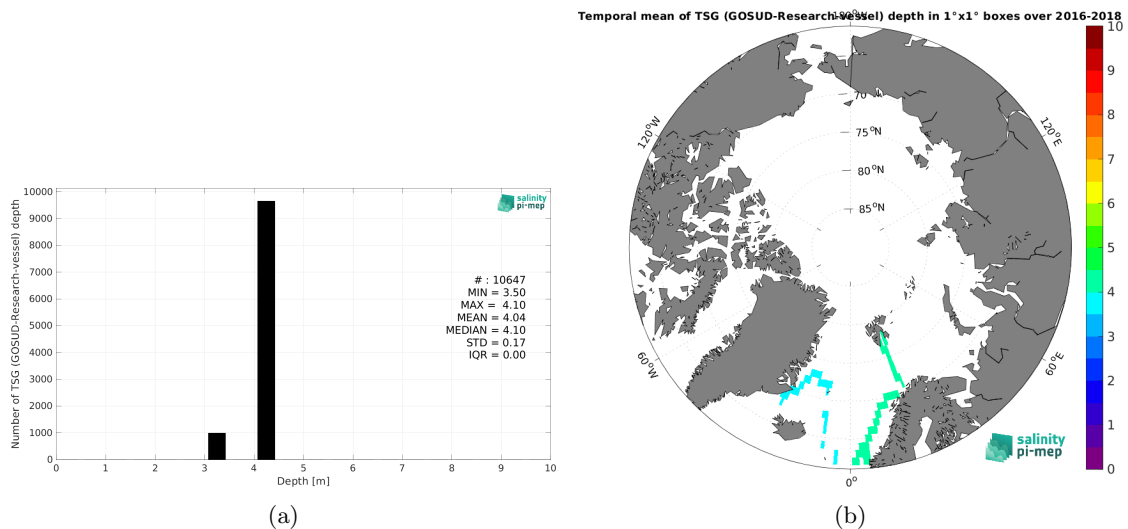 10000
9000
8000
7000
6000
5000
4000
3000
2000
1000
0
Number of TSG (GOSUD-Research-vessel) depth
0 1 2 3 4 5 6 7 8 9 10
Depth [m]
salinity
pi-mep
# : 10647
MIN = 3.50
MAX = 4.10
MEAN = 4.04
MEDIAN = 4.10
STD = 0.17
IQR = 0.00
(a)
Temporal mean of TSG (GOSUD-Research-vessel) depth in 1°x1° boxes over 2016-2018
180°W
70
75°N
80°N
85°N
120°W
120°E
60°W
60°E
0°
salinity
pi-mep
10
9
8
7
6
5
4
3
2
1
0
(b)